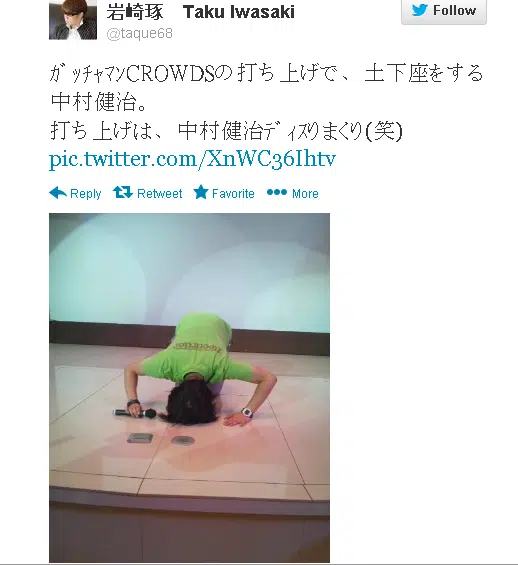 岩崎琢　Taku Iwasaki
@taque68
Follow
ｶﾞｯﾁｬﾏﾝCROWDSの打ち上げで、土下座をする
中村健治。
打ち上げは、中村健治ﾃﾞｨｽりまくり(笑)
pic.twitter.com/XnWC36Ihtv
Reply Retweet Favorite More